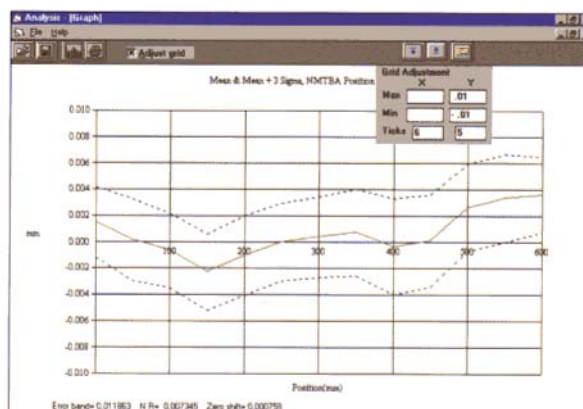 Analysis - [Graph]
File Help
Adjust grid
Mean & Mean + 3 Sigma, NMTBA Position
Grid Adjustment
X Y
Max .01
Min -.01
Ticks 6 5
0.010
0.008
0.006
0.004
0.002
0.000
-0.002
-0.004
-0.006
-0.008
-0.010
mm
100 200 300 400 500 600
Position(mm)
Error band= 0.011863 N R= 0.007345 Zero shift= 0.000758